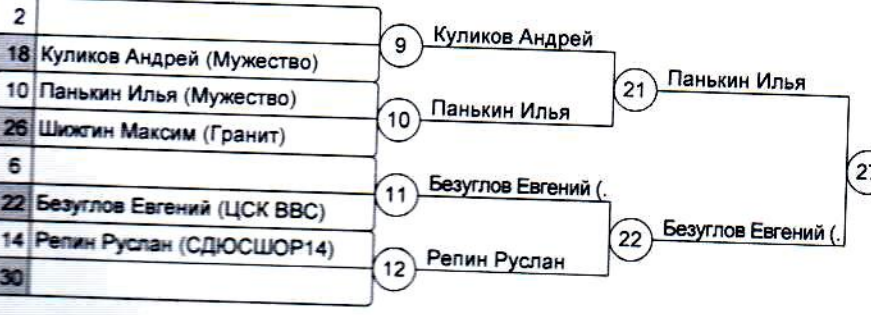 2
18 Куликов Андрей (Мужество)
9
Куликов Андрей
10 Панькин Илья (Мужество)
26 Шижгин Максим (Гранит)
10
Панькин Илья
21
Панькин Илья
6
22 Безуглов Евгений (ЦСК ВВС)
11
Безуглов Евгений (.
14 Репин Руслан (СДЮСШОР14)
30
12
Репин Руслан
22
Безуглов Евгений (.
27